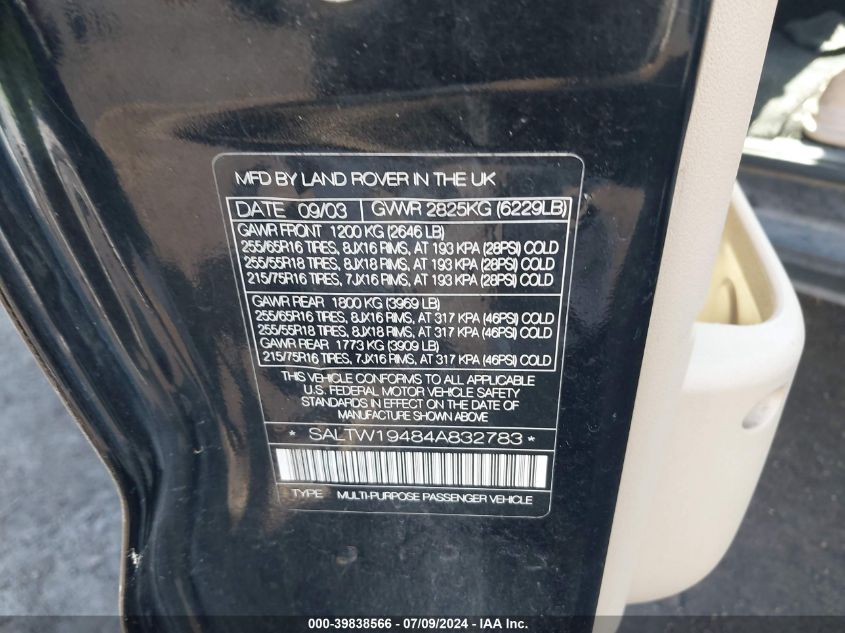 MFD BY LAND ROVER IN THE UK
DATE 09/03 GVWR 2825KG (6229LB)
GAWR FRONT 1200 KG (2646 LB)
255/65R16 TIRES, 8JX16 RIMS, AT 193 KPA (28PSI) COLD
255/55R18 TIRES, 8JX18 RIMS, AT 193 KPA (28PSI) COLD
215/75R16 TIRES, 7JX16 RIMS, AT 193 KPA (28PSI) COLD
GAWR REAR 1800 KG (3969 LB)
255/65R16 TIRES, 8JX16 RIMS, AT 317 KPA (46PSI) COLD
255/55R18 TIRES, 8JX18 RIMS, AT 317 KPA (46PSI) COLD
GAWR REAR 1773 KG (3909 LB)
215/75R16 TIRES, 7JX16 RIMS, AT 317 KPA (46PSI) COLD
THIS VEHICLE CONFORMS TO ALL APPLICABLE
U.S. FEDERAL MOTOR VEHICLE SAFETY
STANDARDS IN EFFECT ON THE DATE OF
MANUFACTURE SHOWN ABOVE
* SALTW19484A832783 *
TYPE MULTI-PURPOSE PASSENGER VEHICLE
000-39838566 - 07/09/2024 - IAA Inc.